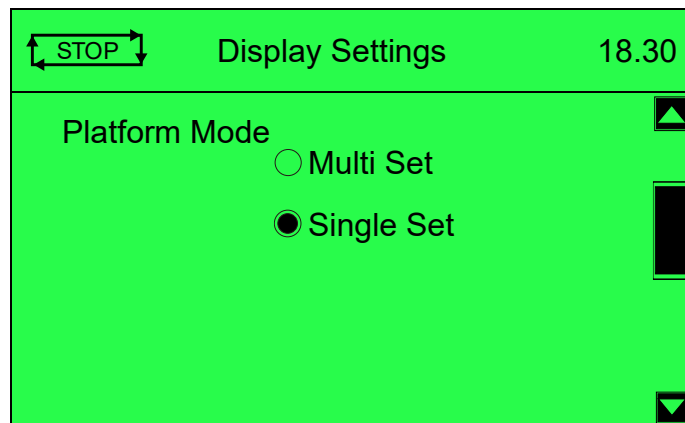 STOP Display Settings 18.30
Platform Mode
Multi Set
Single Set